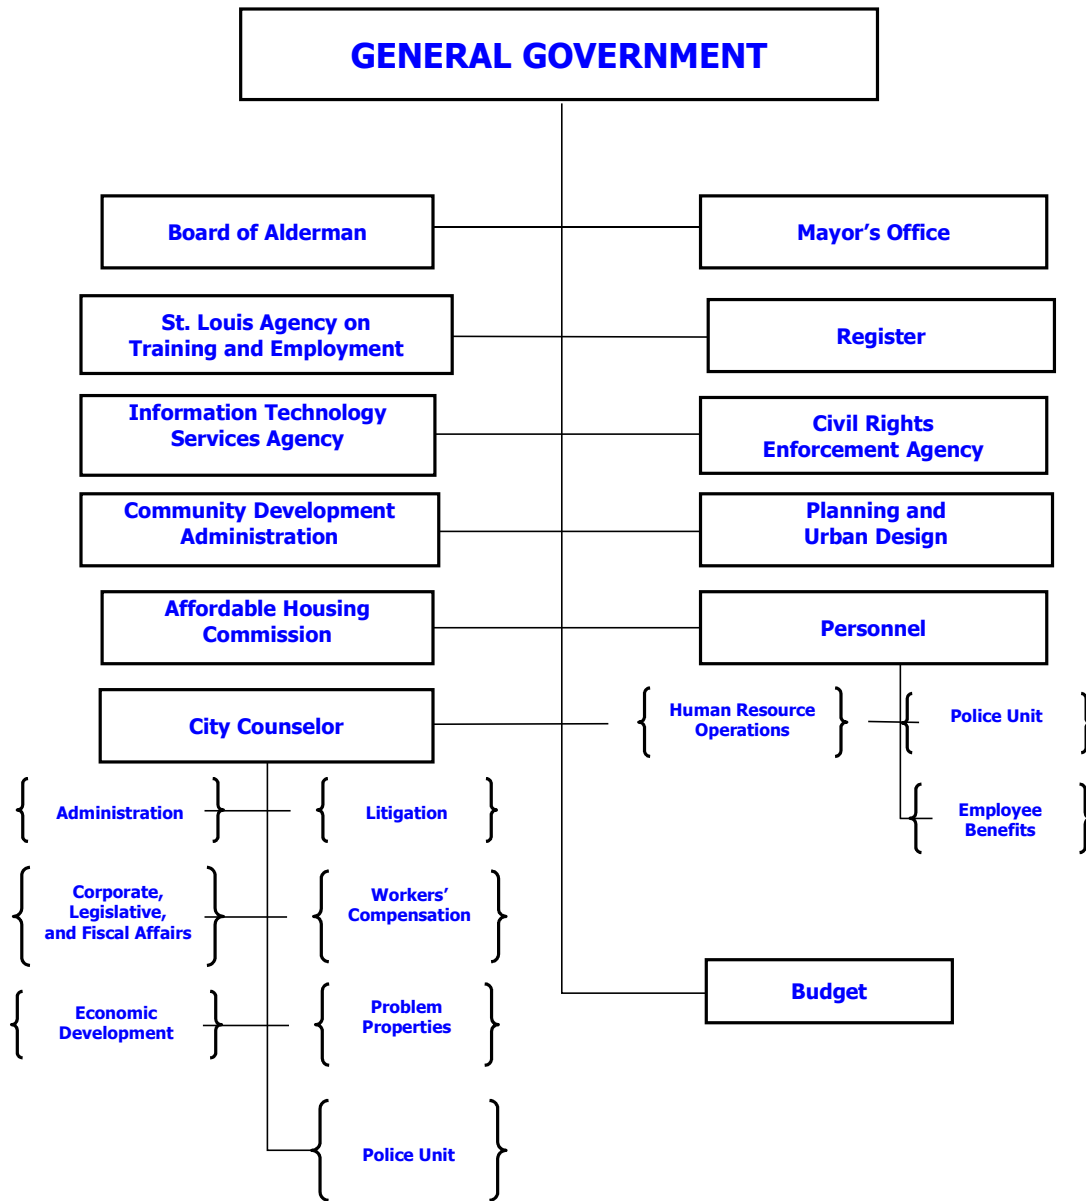 GENERAL GOVERNMENT
Board of Alderman
Mayor’s Office
St. Louis Agency on
Training and Employment
Register
Information Technology
Services Agency
Civil Rights
Enforcement Agency
Community Development
Administration
Planning and
Urban Design
Affordable Housing
Commission
Personnel
City Counselor
Human Resource
Operations
Police Unit
Administration
Litigation
Employee
Benefits
Corporate,
Legislative,
and Fiscal Affairs
Workers’
Compensation
Budget
Economic
Development
Problem
Properties
Police Unit